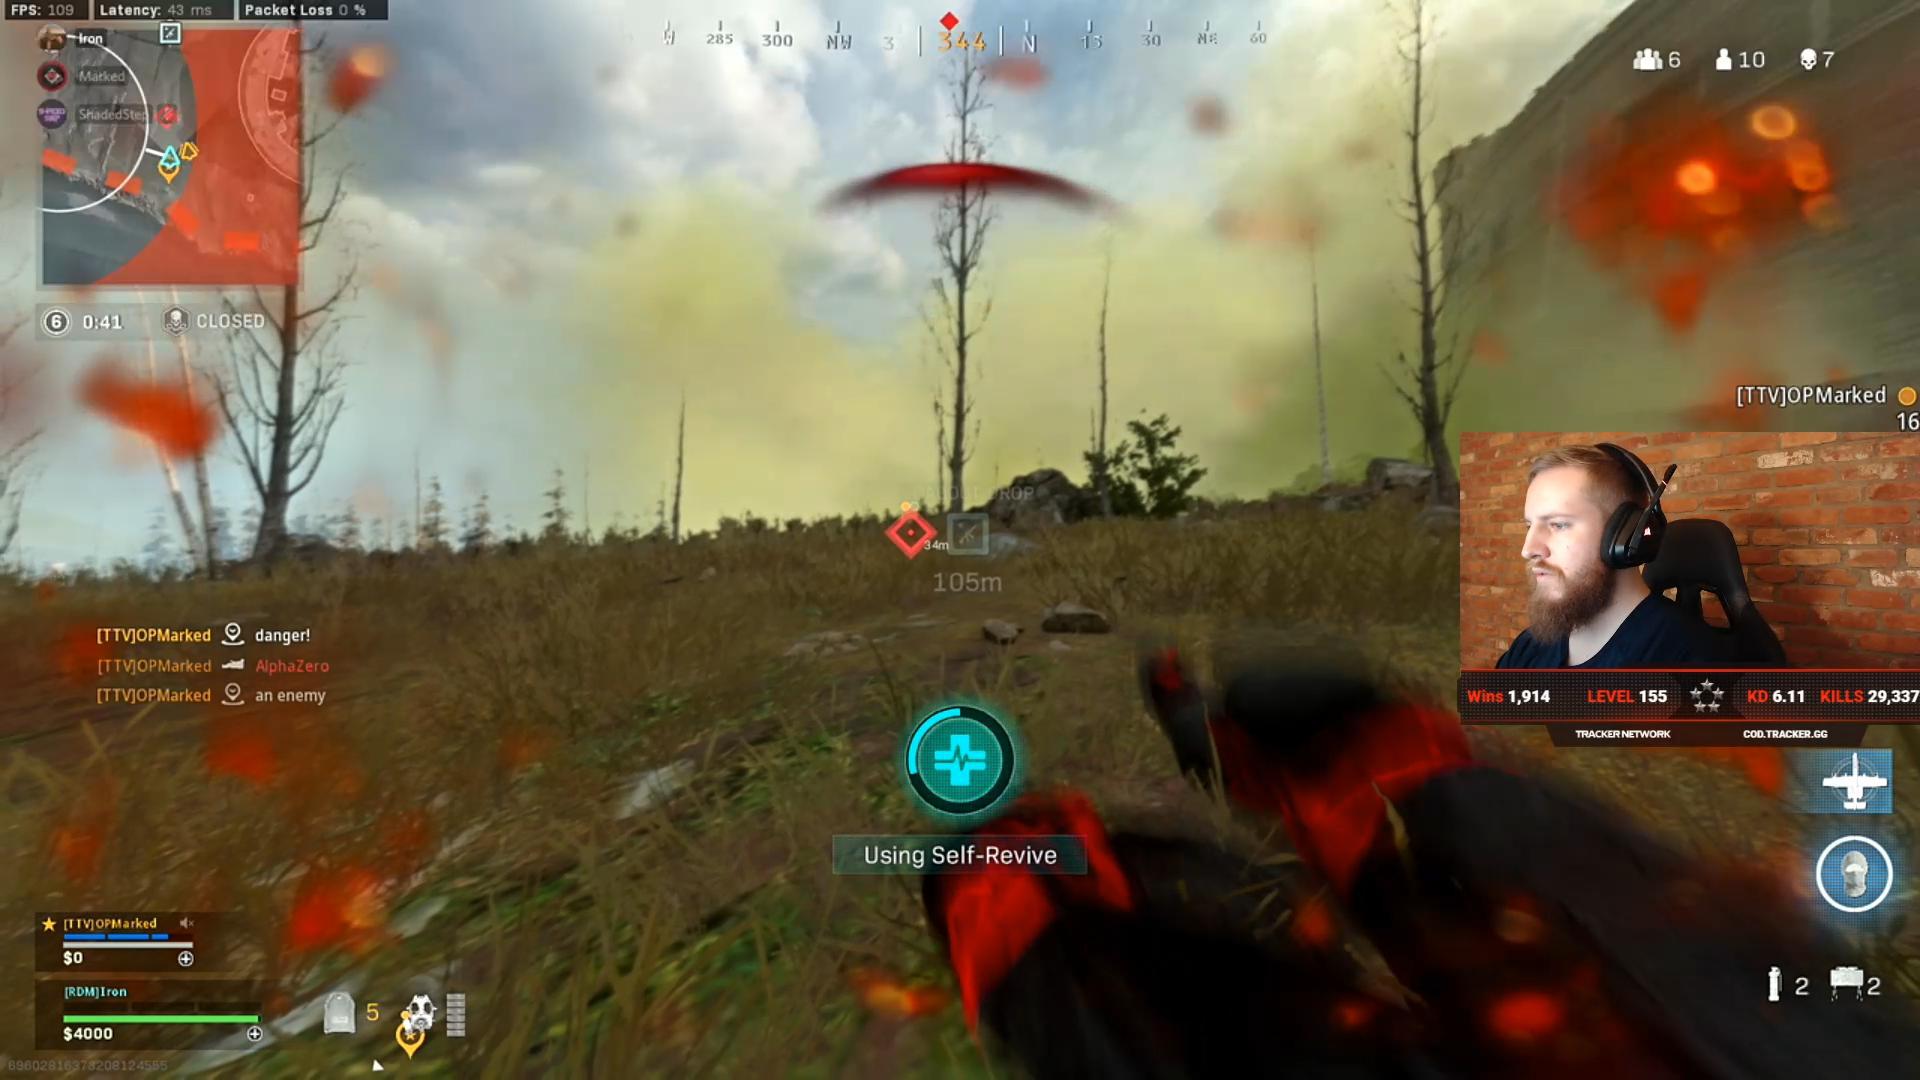 FPS: 109 Latency: 43 ms Packet Loss 0 %
Iron
Marked
ShadedStep
W 285 300 NW 3 344 N 15 30 NE 60
6 10 7
6 0:41 CLOSED
[TTV]OPMarked
16
34m
105m
[TTV]OPMarked danger!
[TTV]OPMarked AlphaZero
[TTV]OPMarked an enemy
Wins 1,914 LEVEL 155 KD 6.11 KILLS 29,337
TRACKER NETWORK COD.TRACKER.GG
Using Self-Revive
[TTV]OPMarked
$0
[RDM]Iron
$4000
5
2 2